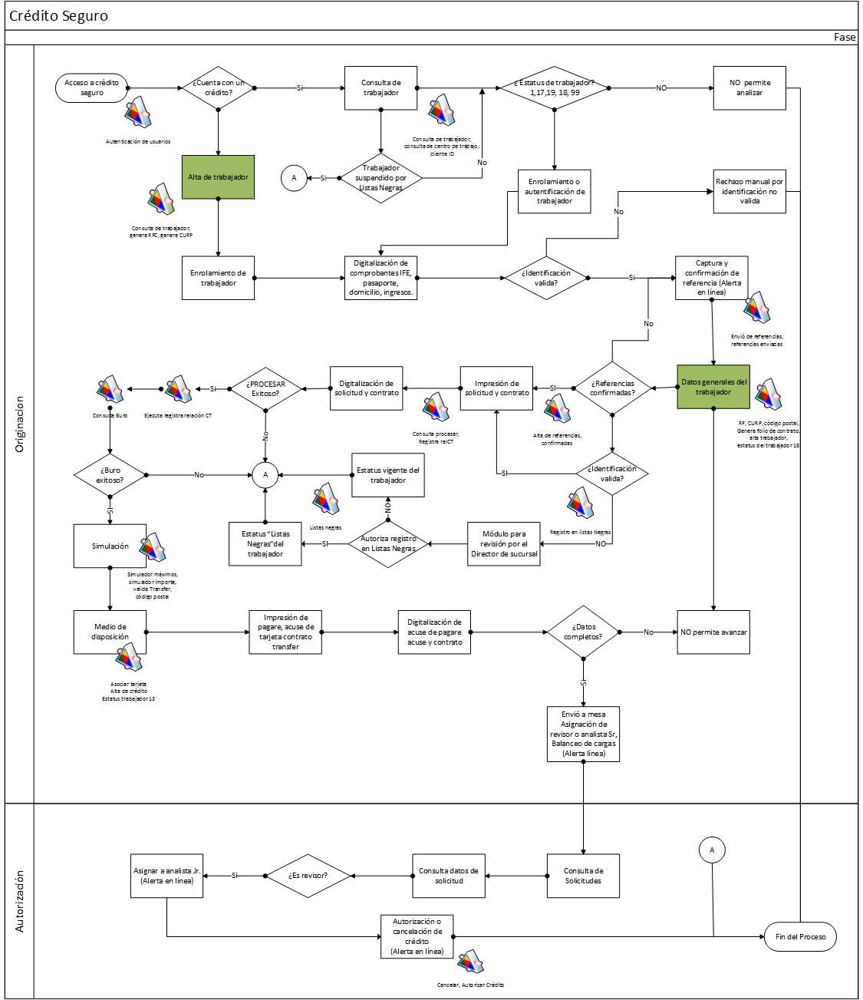 Crédito Seguro
Fase
Originacion
Acceso a crédito
seguro
¿Cuenta con un
crédito?
Si
Consulta de
trabajador
¿ Estatus de trabajador?
1,17,19, 18, 99
NO
NO  permite
analizar
Autenticación de usuarios
Consulta de trabajador,
consulta de centro de trabajo,
cliente ID
Alta de trabajador
A
Si
Trabajador
suspendido por
Listas Negras
No
Enrolamiento o
autentificación de
trabajador
Rechazo manual por
identificación no
valida
No
Consulta de trabajador,
genera RFC, genera CURP
Enrolamiento de
trabajador
Digitalización de
comprobantes IFE,
pasaporte,
domicilio, ingresos.
¿Identificación
valida?
Si
Captura y
confirmación de
referencia (Alerta
en línea)
No
Envió de referencias,
referencias enviadas
Consulta Buro
Ejecuta registra relación CT
Si
¿PROCESAR
Exitoso?
Digitalización de
solicitud y contrato
Impresión de
solicitud y contrato
SI
¿Referencias
confirmadas?
Datos generales del
trabajador
Consulta procesar,
Registra relCT
Alta de referencias,
confirmadas
RF, CURP, código postal,
Genera folio de contrato,
alta trabajador,
estatus del trabajador 18
No
¿Buro
exitoso?
No
A
Estatus vigente del
trabajador
SI
¿Identificación
valida?
SI
Listas negras
NO
Registro en listas Negras
Simulación
Estatus “Listas
Negras”del
trabajador
SI
Autoriza registro
en Listas Negras
Módulo para
revisión por el
Director de sucursal
NO
Simulador máximos,
simulador importe,
valida Transfer,
código postal
Medio de
disposición
Impresión de
pagare, acuse de
tarjeta contrato
transfer
Digitalización de
acuse de pagare
acuse y contrato
¿Datos
completos?
No
NO permite avanzar
Asociar tarjeta
Alta de crédito
Estatus trabajador 13
SI
Envió a mesa
Asignación de
revisor o analista Sr,
Balanceo de cargas
(Alerta línea)
Autorización
A
Asignar a analista Jr.
(Alerta en línea)
Si
¿Es revisor?
Consulta datos de
solicitud
Consulta de
Solicitudes
Autorización o
cancelación de
crédito
(Alerta en línea)
Fin del Proceso
Cancelar, Autorizar Crédito